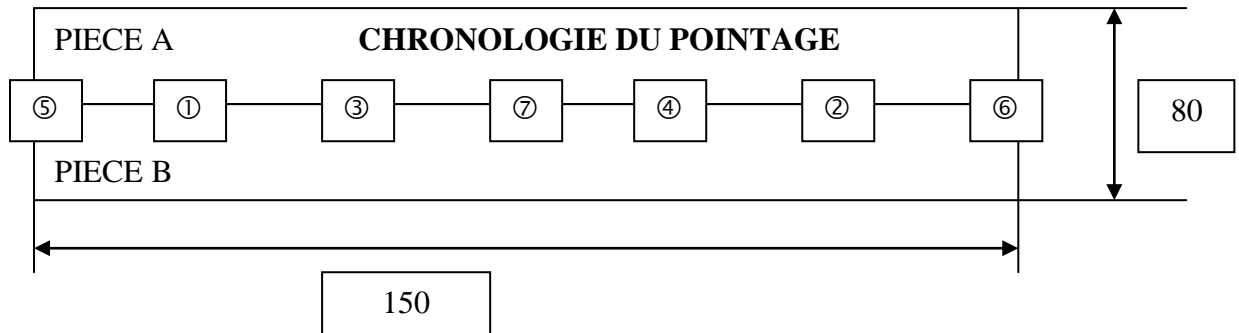 PIECE A CHRONOLOGIE DU POINTAGE
⑤ ① ③ ⑦ ④ ② ⑥ 80
PIECE B
150